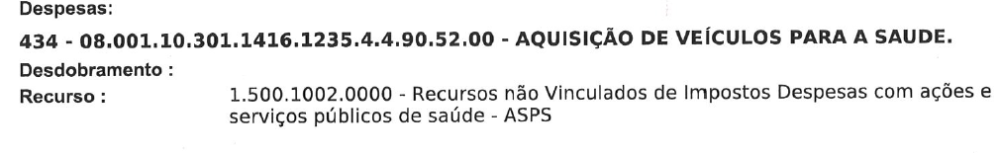 Despesas:
434 - 08.001.10.301.1416.1235.4.4.90.52.00 - AQUISIÇÃO DE VEÍCULOS PARA A SAUDE.
Desdobramento :
Recurso : 1.500.1002.0000 - Recursos não Vinculados de Impostos Despesas com ações e
serviços públicos de saúde - ASPS